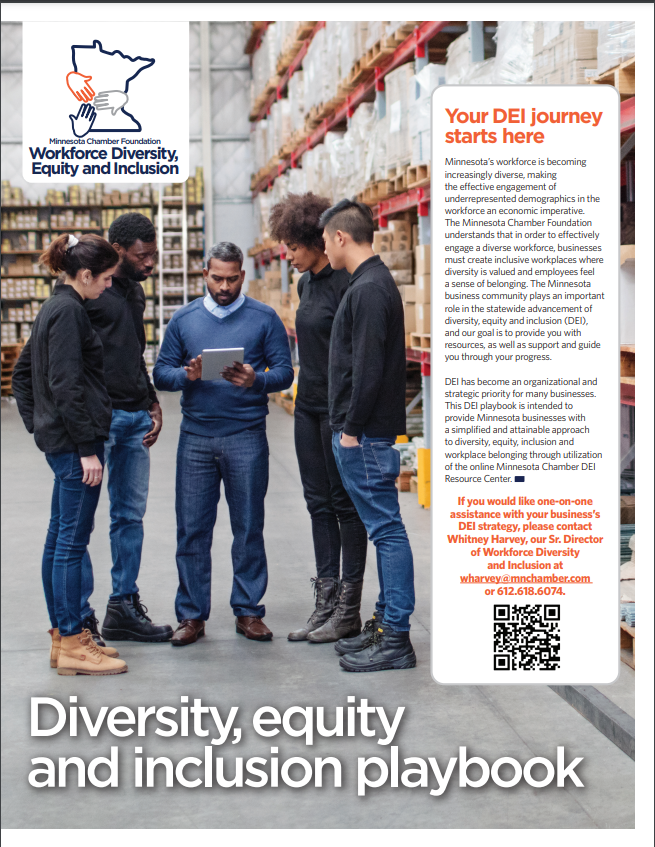 Minnesota Chamber Foundation
Workforce Diversity,
Equity and Inclusion
Your DEI journey
starts here
Minnesota's workforce is becoming
increasingly diverse, making
the effective engagement of
underrepresented demographics in the
workforce an economic imperative.
The Minnesota Chamber Foundation
understands that in order to effectively
engage a diverse workforce, businesses
must create inclusive workplaces where
diversity is valued and employees feel
a sense of belonging. The Minnesota
business community plays an important
role in the statewide advancement of
diversity, equity and inclusion (DEI),
and our goal is to provide you with
resources, as well as support and guide
you through your progress.
DEI has become an organizational and
strategic priority for many businesses.
This DEI playbook is intended to
provide Minnesota businesses with
a simplified and attainable approach
to diversity, equity, inclusion and
workplace belonging through utilization
of the online Minnesota Chamber DEI
Resource Center.
If you would like one-on-one
assistance with your business's
DEI strategy, please contact
Whitney Harvey, our Sr. Director
of Workforce Diversity
and Inclusion at
wharvey@mnchamber.com
or 612.618.6074.
Diversity, equity
and inclusion playbook